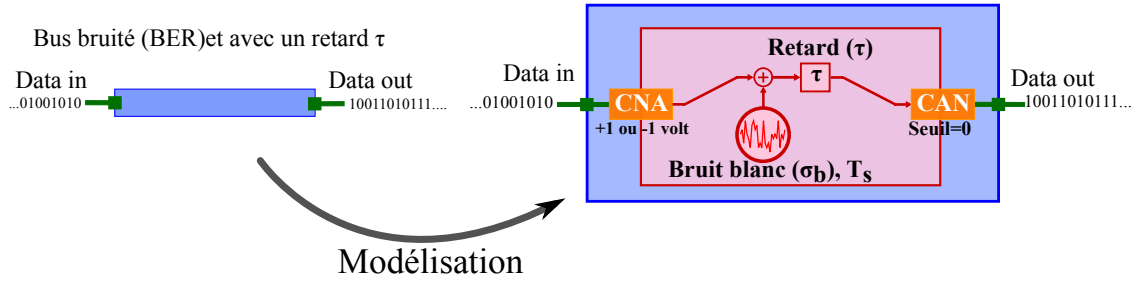 Bus bruité (BER)et avec un retard τ
Data in
Data out
...01001010
10011010111....
Retard (τ)
τ
Data in
Data out
...01001010
CNA
CAN
10011010111...
+1 ou -1 volt
Seuil=0
Bruit blanc (σb), Ts
Modélisation